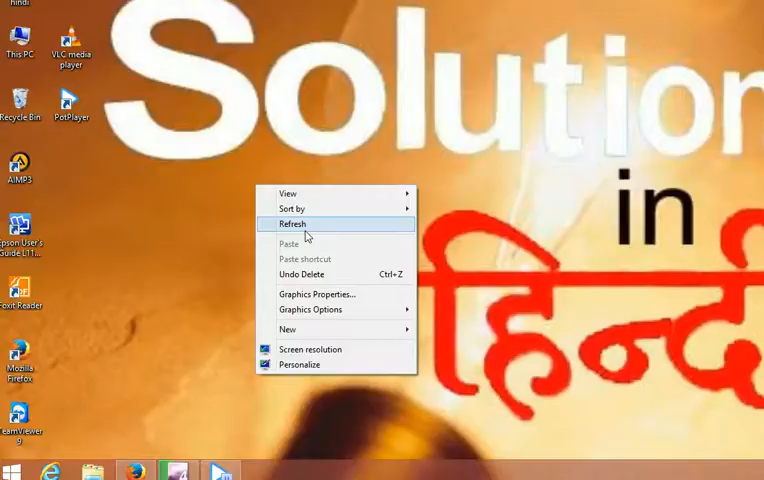 hindi
This PC
VLC media
player
Recycle Bin
PotPlayer
AIMP3
Epson User's
Guide L11...
Foxit Reader
Mozilla
Firefox
TeamViewer
9
Solution
in
हिन्दी
View
Sort by
Refresh
Paste
Paste shortcut
Undo Delete Ctrl+Z
Graphics Properties...
Graphics Options
New
Screen resolution
Personalize